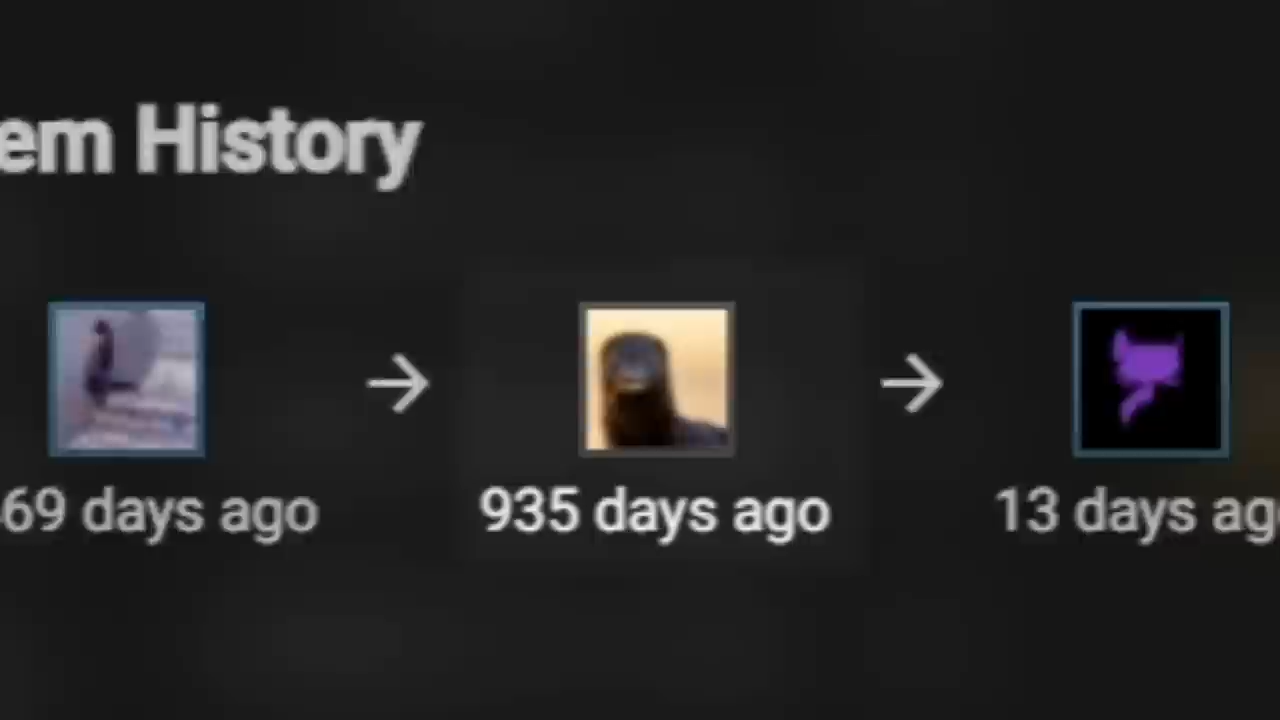 em History
69 days ago
935 days ago
13 days ag